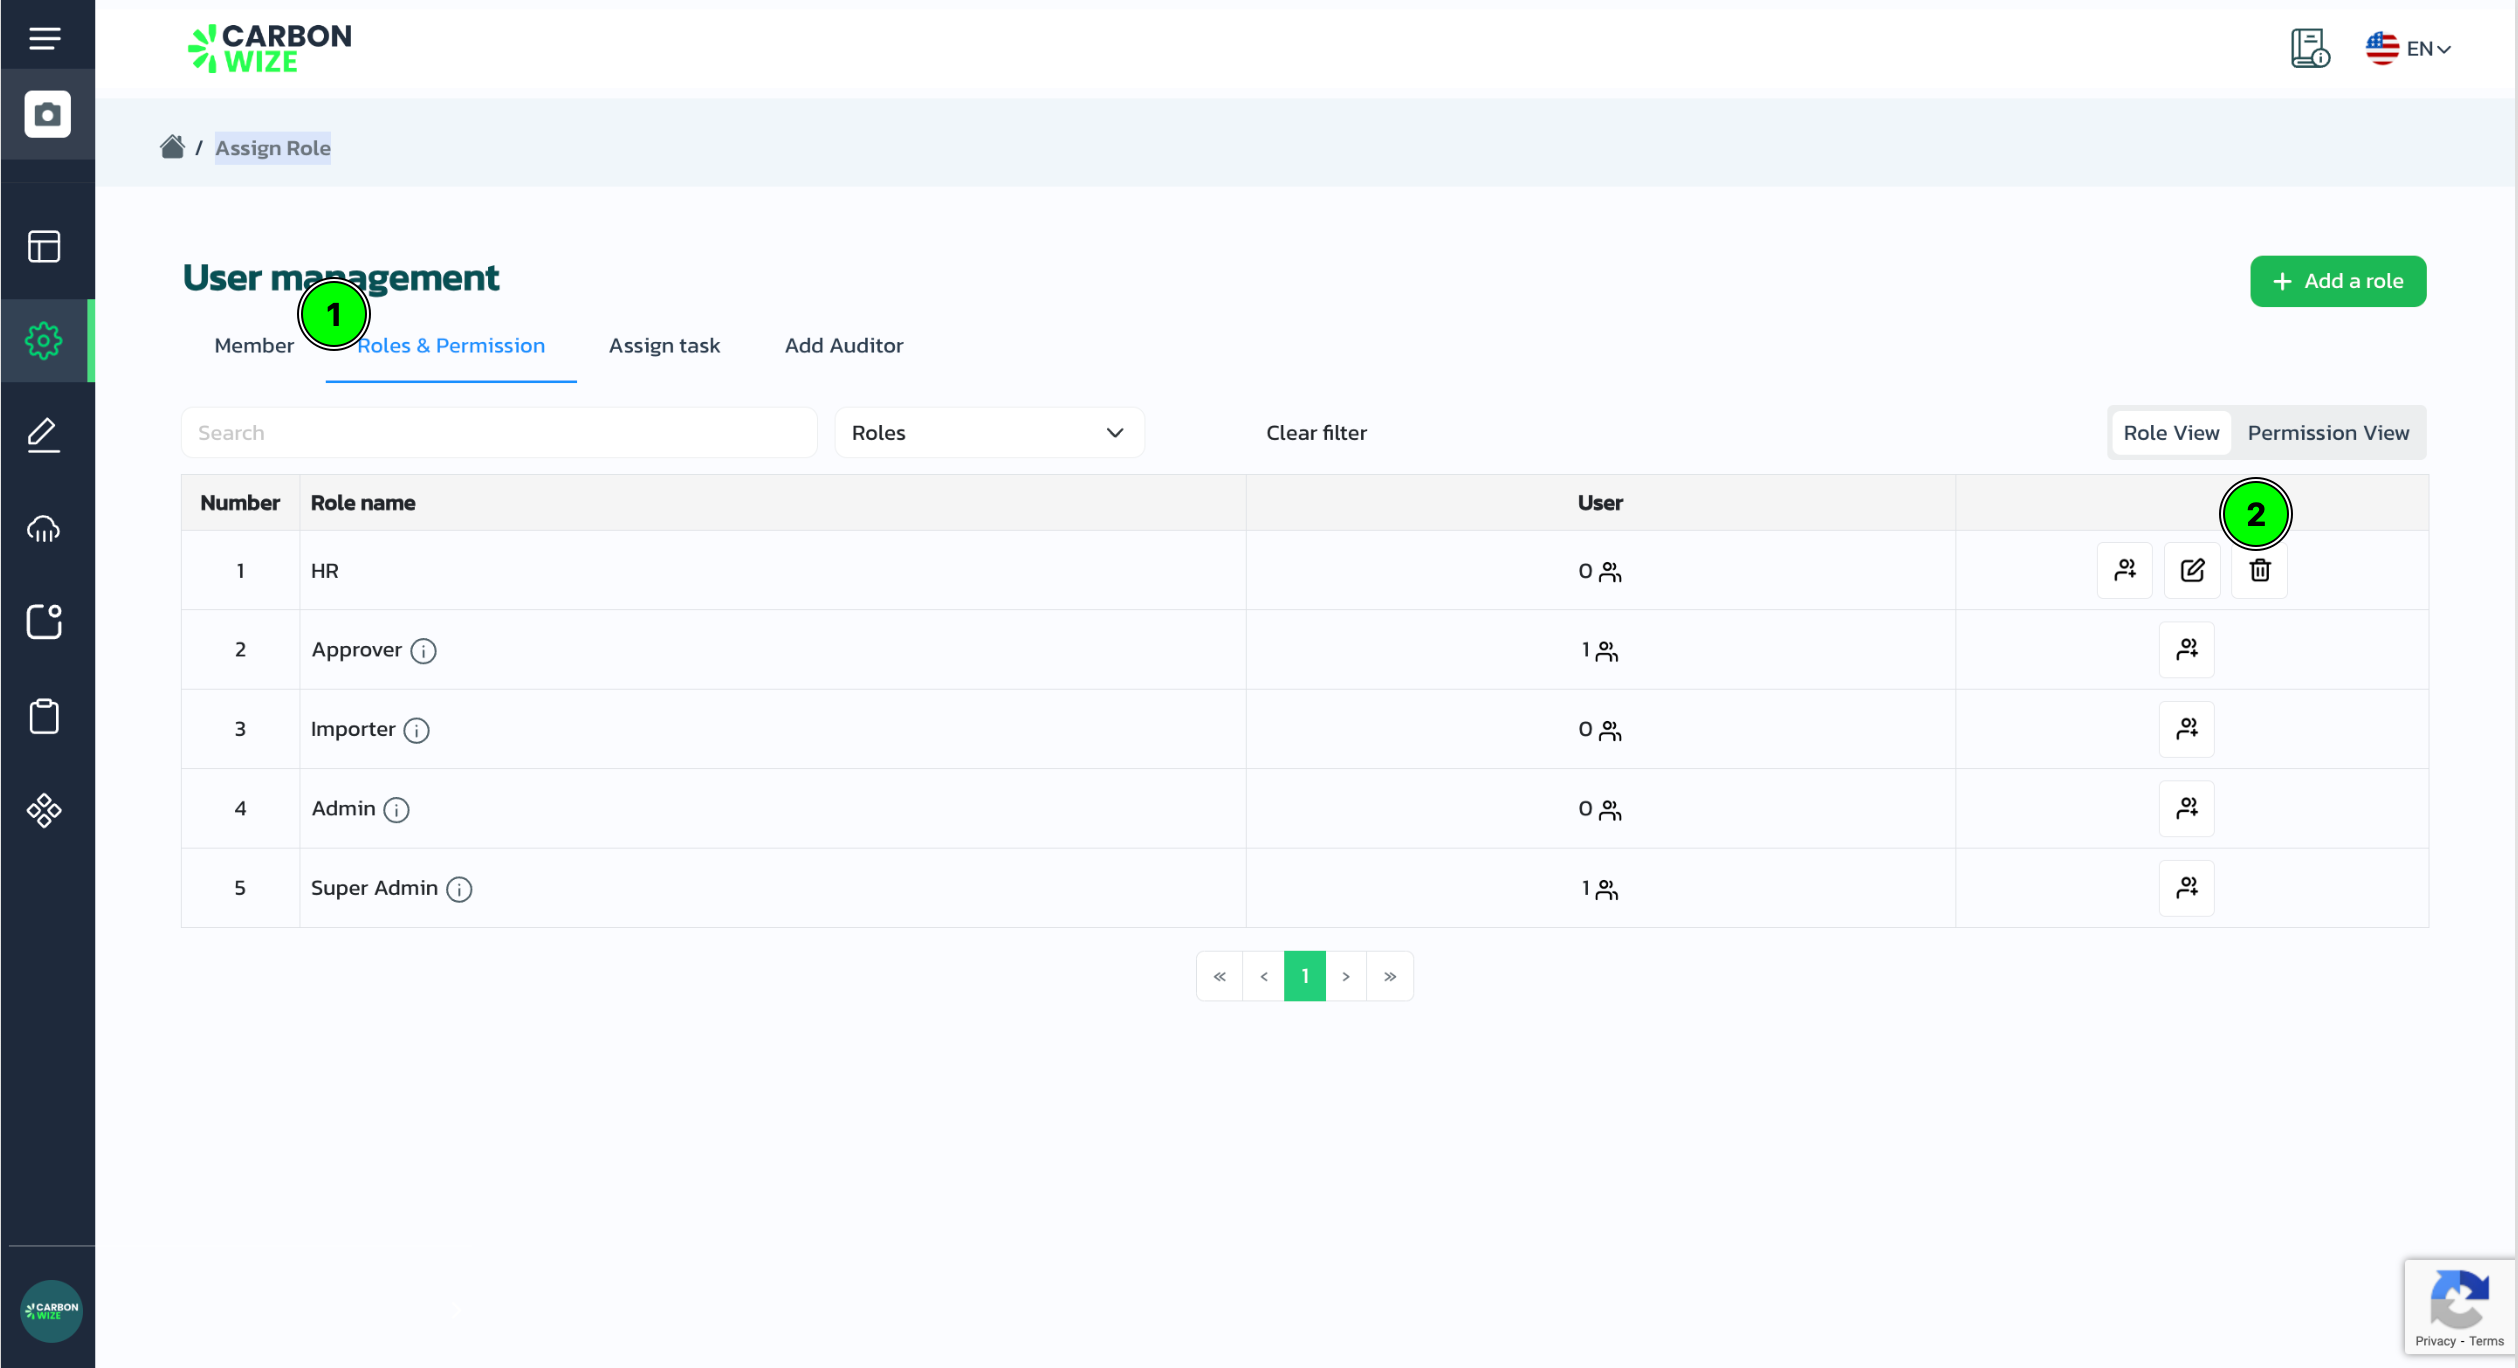 CARBON
WIZE
EN
/ Assign Role
User management
+ Add a role
1
Member
Roles & Permission
Assign task
Add Auditor
Search
Roles
Clear filter
Role View
Permission View
Number
Role name
User
2
1
HR
0
2
Approver
1
3
Importer
0
4
Admin
0
5
Super Admin
1
« < 1 > »
CARBON
WIZE
Privacy - Terms